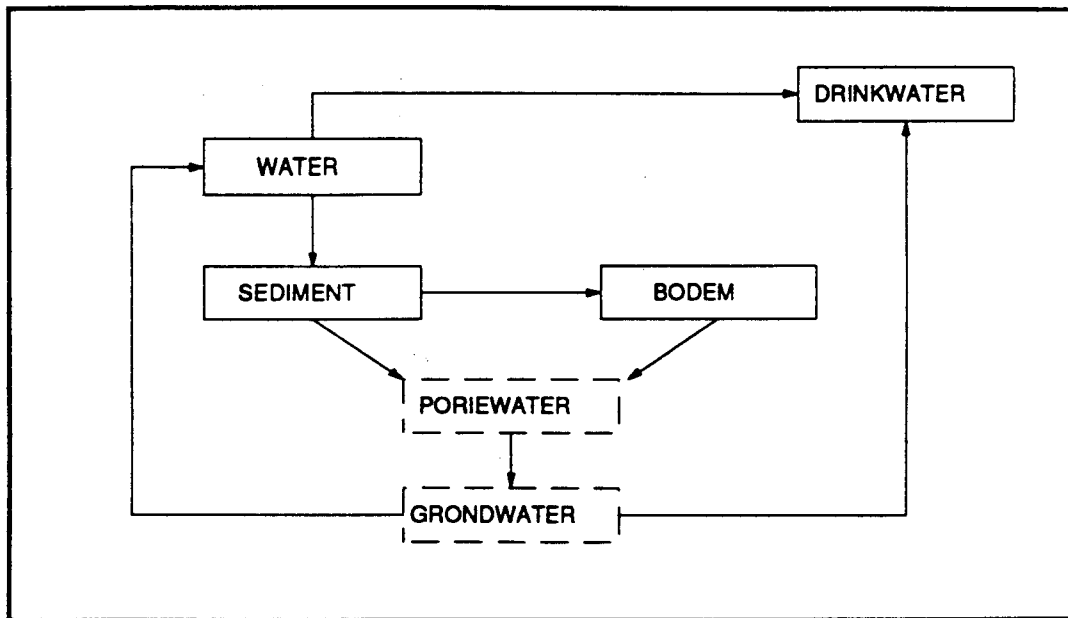 DRINKWATER
WATER
SEDIMENT
BODEM
PORIEWATER
GRONDWATER